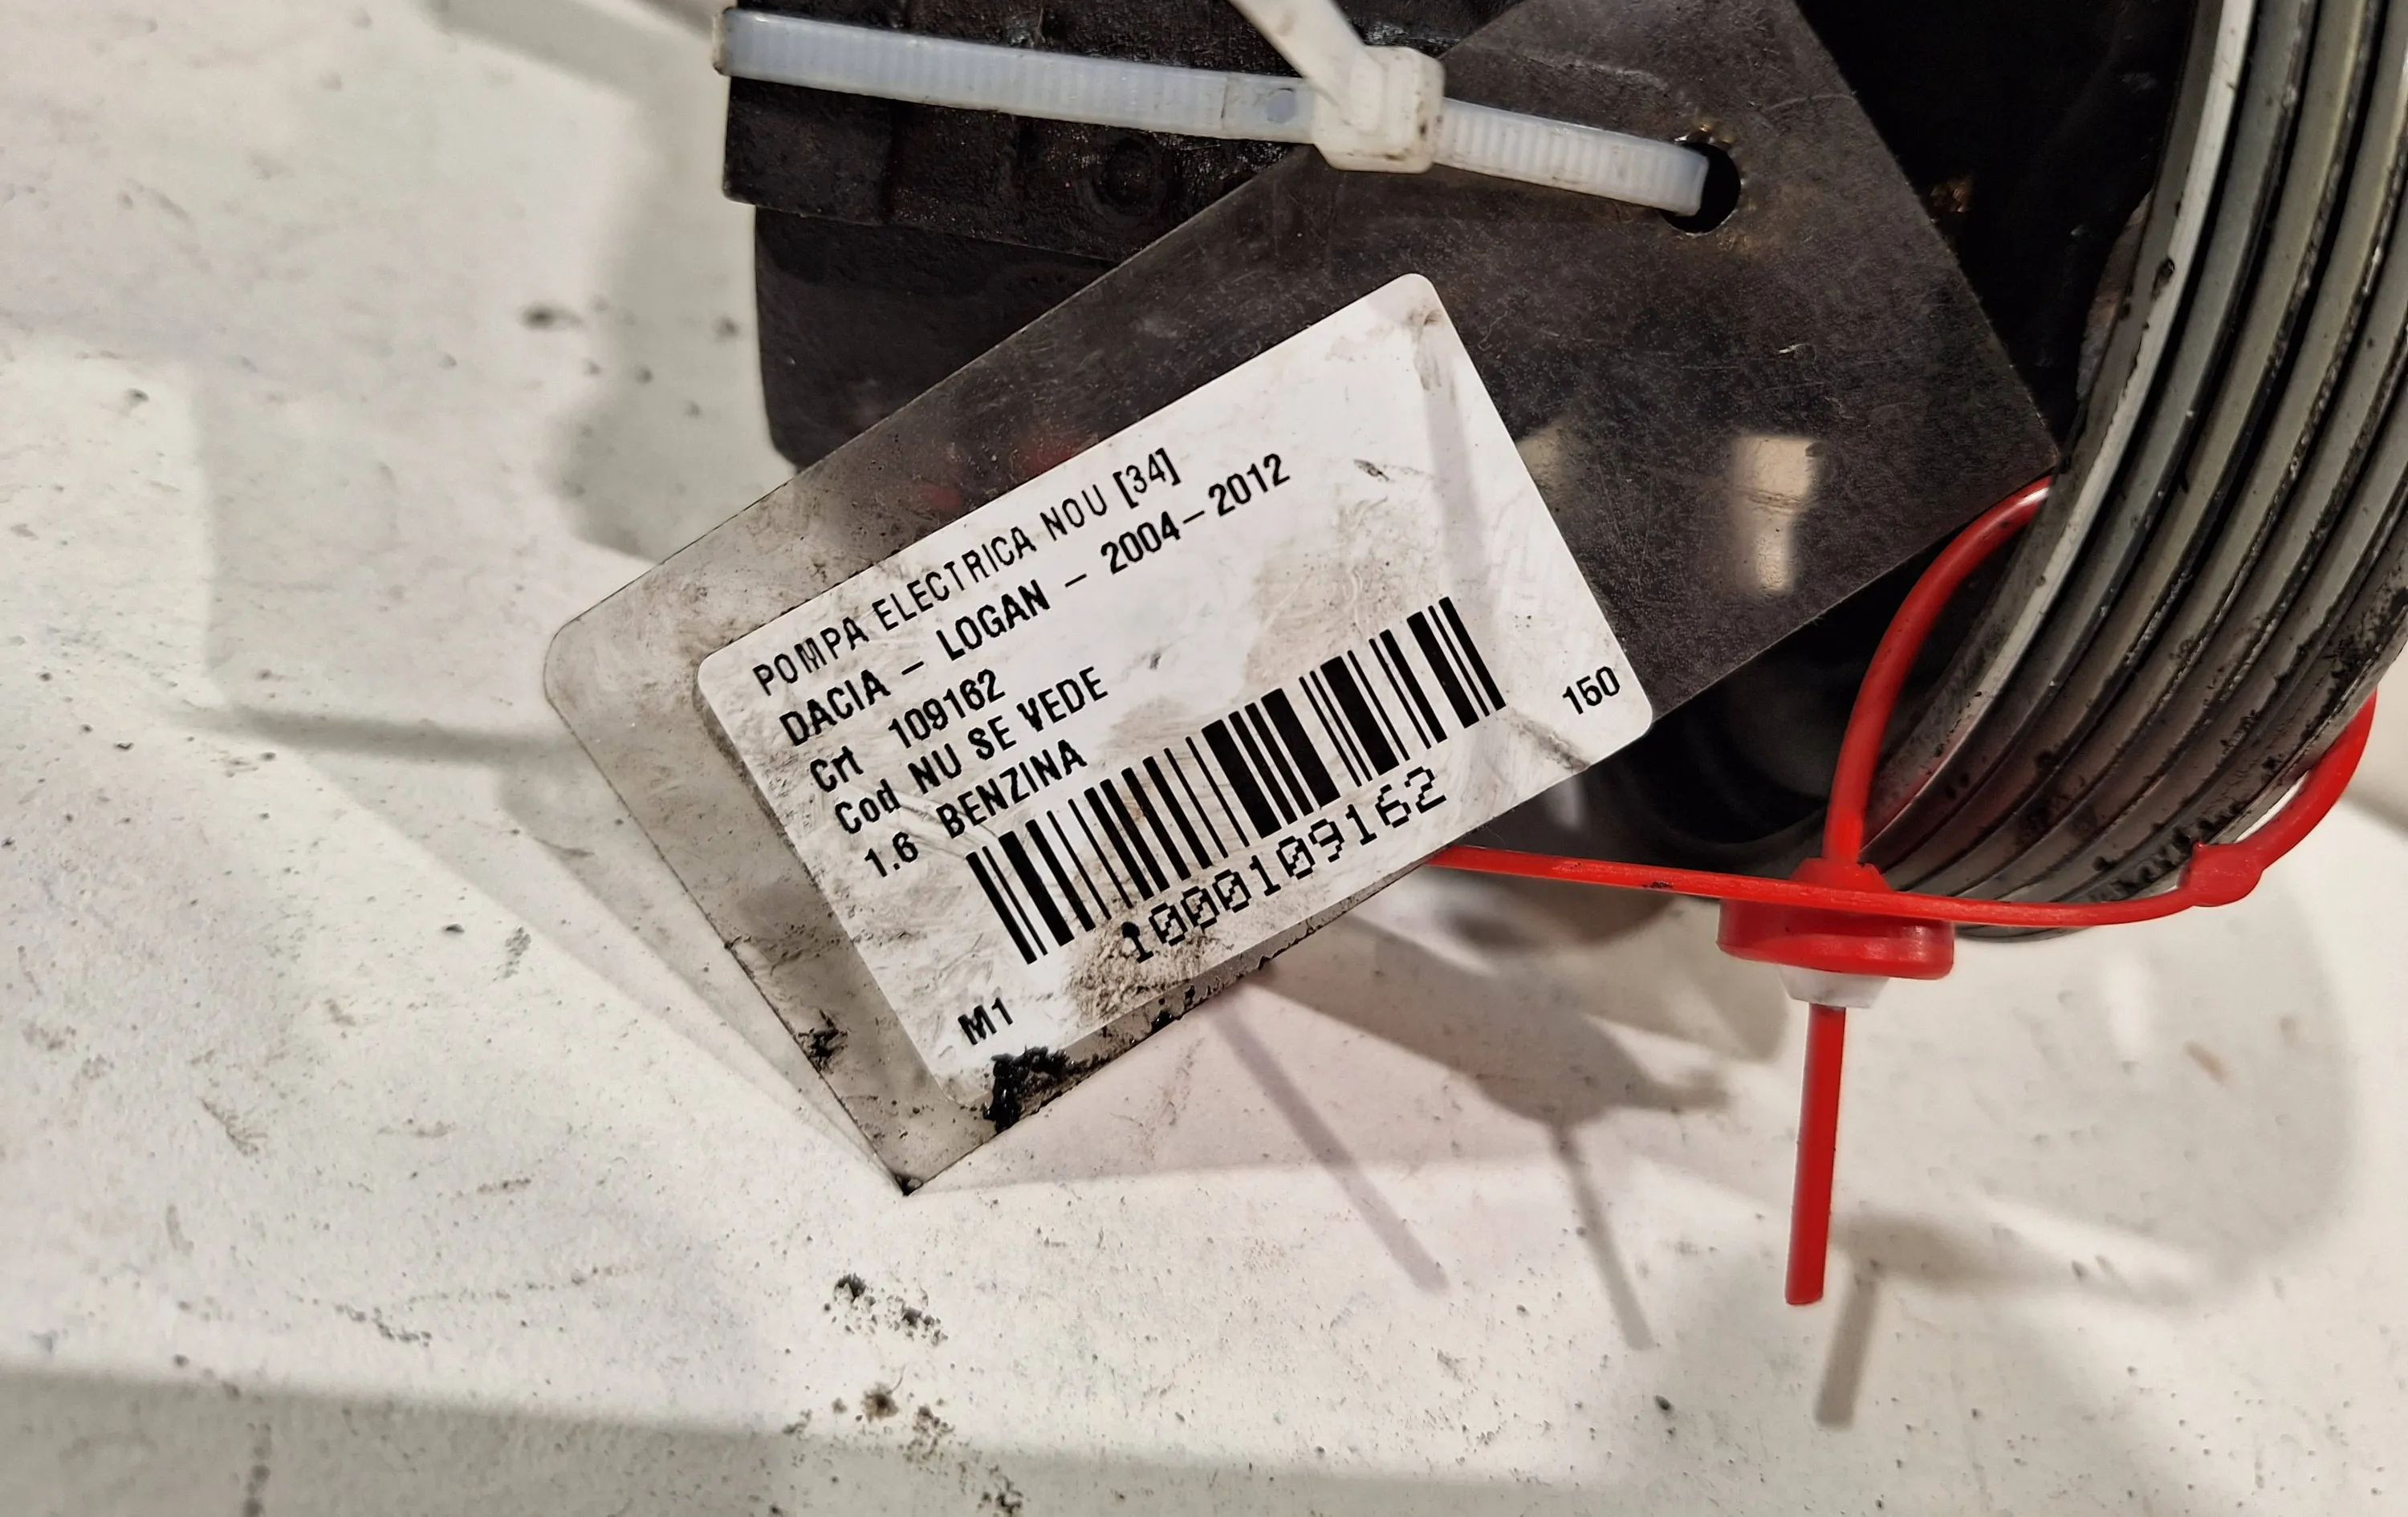 POMPA ELECTRICA NOU [34]
DACIA - LOGAN - 2004-2012
Crt 109162
Cod NU SE VEDE
1.6 BENZINA
1000109162
M1
150